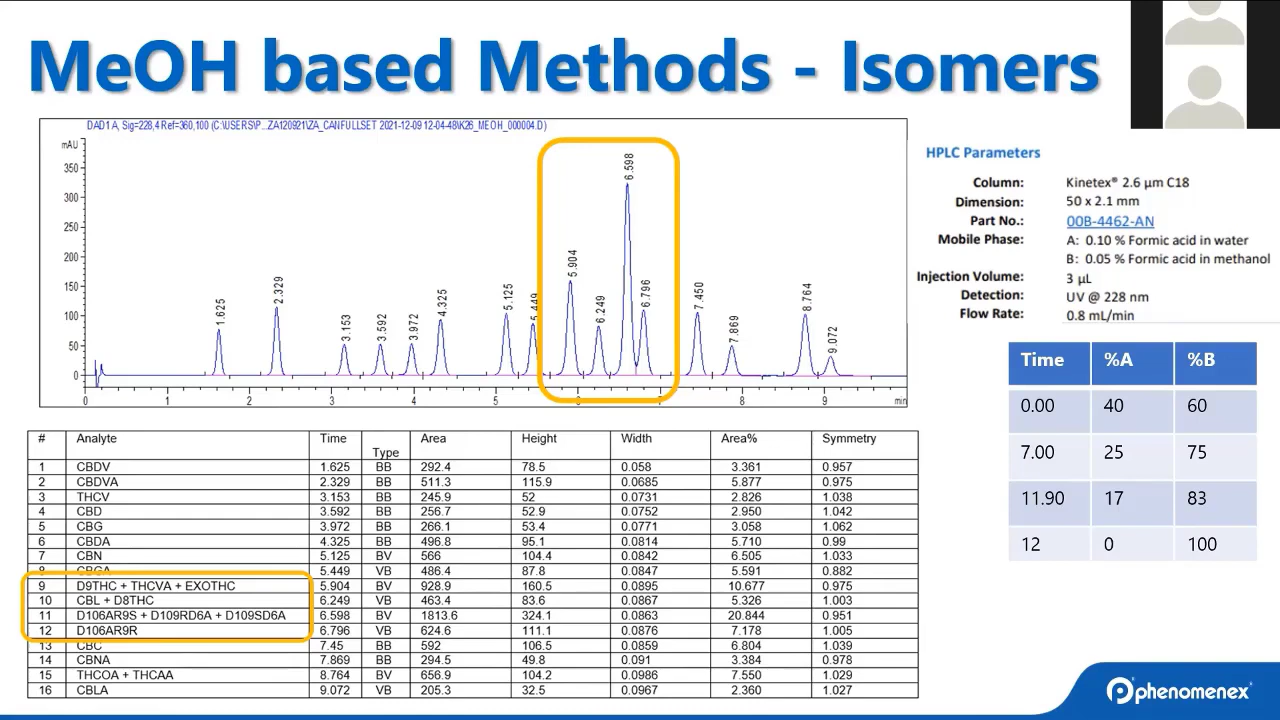 MeOH based Methods - Isomers
DAD1 A, Sig=228,4 Ref=360,100 (C:\USERS\P...ZA120921\ZA_CANFULLSET 2021-12-09 12-04-48\K26_MEOH_000004.D)
mAU
350
300
250
200
150
100
50
0
1.625
2.329
3.153
3.592
3.972
4.325
5.125
5.449
5.904
6.249
6.598
6.796
7.450
7.869
8.764
9.072
0 1 2 3 4 5 6 7 8 9 min
HPLC Parameters
Column: Kinetex® 2.6 µm C18
Dimension: 50 x 2.1 mm
Part No.: 00B-4462-AN
Mobile Phase: A: 0.10 % Formic acid in water
B: 0.05 % Formic acid in methanol
Injection Volume: 3 µL
Detection: UV @ 228 nm
Flow Rate: 0.8 mL/min
Time %A %B
0.00 40 60
7.00 25 75
11.90 17 83
12 0 100
# Analyte Time Type Area Height Width Area% Symmetry
1 CBDV 1.625 BB 292.4 78.5 0.058 3.361 0.957
2 CBDVA 2.329 BB 511.3 115.9 0.0685 5.877 0.975
3 THCV 3.153 BB 245.9 52 0.0731 2.826 1.038
4 CBD 3.592 BB 256.7 52.9 0.0752 2.950 1.042
5 CBG 3.972 BB 266.1 53.4 0.0771 3.058 1.062
6 CBDA 4.325 BB 496.8 95.1 0.0814 5.710 0.99
7 CBN 5.125 BV 566 104.4 0.0842 6.505 1.033
8 CBGA 5.449 VB 486.4 87.8 0.0847 5.591 0.882
9 D9THC + THCVA + EXOTHC 5.904 BV 928.9 160.5 0.0895 10.677 0.975
10 CBL + D8THC 6.249 VB 463.4 83.6 0.0867 5.326 1.003
11 D106AR9S + D109RD6A + D109SD6A 6.598 BV 1813.6 324.1 0.0863 20.844 0.951
12 D106AR9R 6.796 VB 624.6 111.1 0.0876 7.178 1.005
13 CBC 7.45 BB 592 106.5 0.0859 6.804 1.039
14 CBNA 7.869 BB 294.5 49.8 0.091 3.384 0.978
15 THCOA + THCAA 8.764 BV 656.9 104.2 0.0986 7.550 1.029
16 CBLA 9.072 VB 205.3 32.5 0.0967 2.360 1.027
phenomenex®